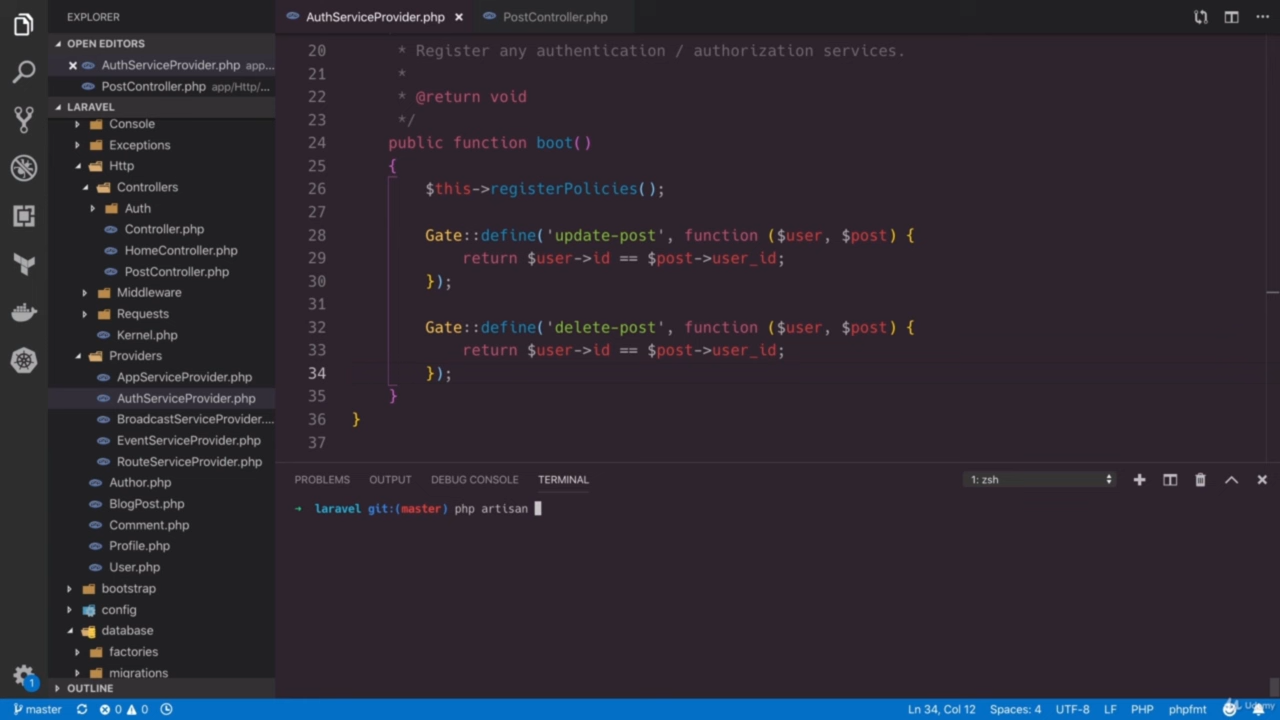 EXPLORER
OPEN EDITORS
AuthServiceProvider.php app...
PostController.php app/Http/...
LARAVEL
Console
Exceptions
Http
Controllers
Auth
Controller.php
HomeController.php
PostController.php
Middleware
Requests
Kernel.php
Providers
AppServiceProvider.php
AuthServiceProvider.php
BroadcastServiceProvider....
EventServiceProvider.php
RouteServiceProvider.php
Author.php
BlogPost.php
Comment.php
Profile.php
User.php
bootstrap
config
database
factories
migrations
OUTLINE
1
AuthServiceProvider.php PostController.php
20 * Register any authentication / authorization services.
21 *
22 * @return void
23 */
24 public function boot()
25 {
26 $this->registerPolicies();
27
28 Gate::define('update-post', function ($user, $post) {
29 return $user->id == $post->user_id;
30 });
31
32 Gate::define('delete-post', function ($user, $post) {
33 return $user->id == $post->user_id;
34 });
35 }
36 }
37
PROBLEMS OUTPUT DEBUG CONSOLE TERMINAL 1: zsh
→ laravel git:(master) php artisan
master 0 0 Ln 34, Col 12 Spaces: 4 UTF-8 LF PHP phpfmt
Udemy